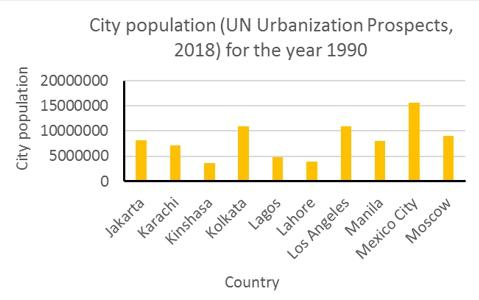 City population (UN Urbanization Prospects,
2018) for the year 1990
City population
20000000
15000000
10000000
5000000
0
Jakarta
Karachi
Kinshasa
Kolkata
Lagos
Lahore
Los Angeles
Manila
Mexico City
Moscow
Country